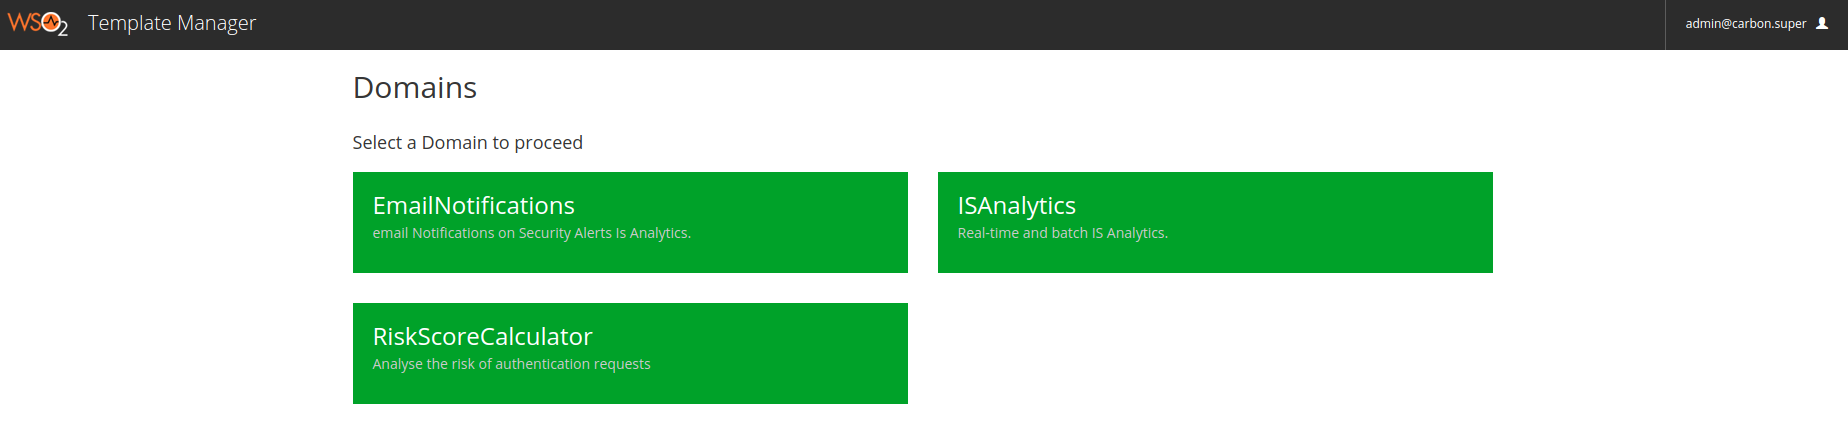 WSO2 Template Manager admin@carbon.super
Domains
Select a Domain to proceed
EmailNotifications
email Notifications on Security Alerts Is Analytics.
ISAnalytics
Real-time and batch IS Analytics.
RiskScoreCalculator
Analyse the risk of authentication requests